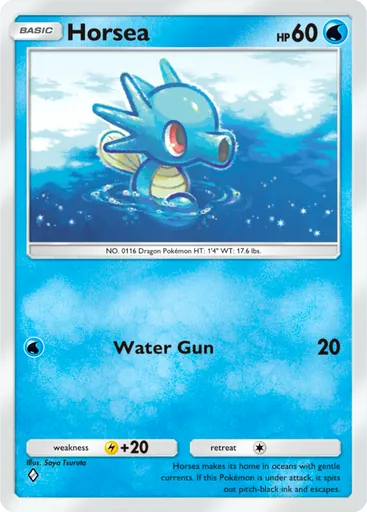 BASIC Horsea HP 60
NO. 0116 Dragon Pokémon HT: 1'4" WT: 17.6 lbs.
Water Gun 20
weakness +20 retreat
Illus. Saya Tsuruta
Horsea makes its home in oceans with gentle
currents. If this Pokémon is under attack, it spits
out pitch-black ink and escapes.